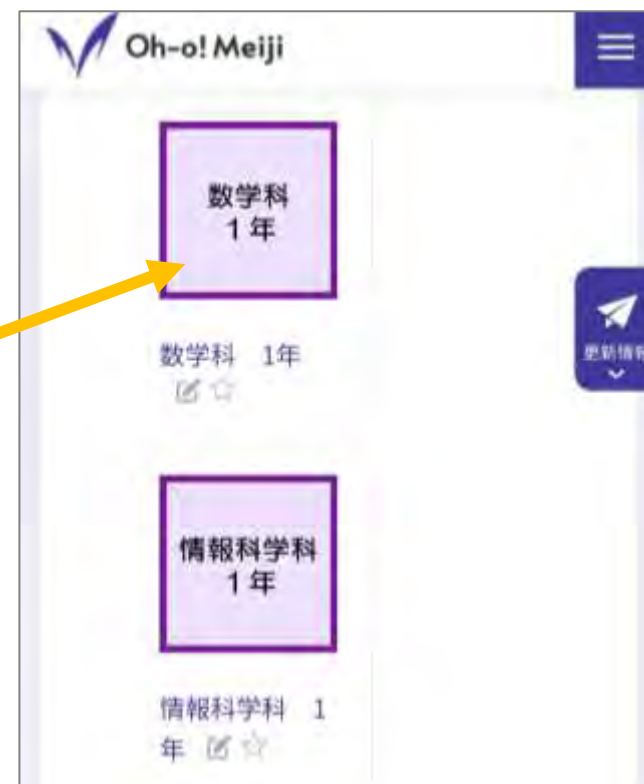 Oh-o! Meiji
数学科
1年
更新情報
数学科　1年
情報科学科
1年
情報科学科　1
年